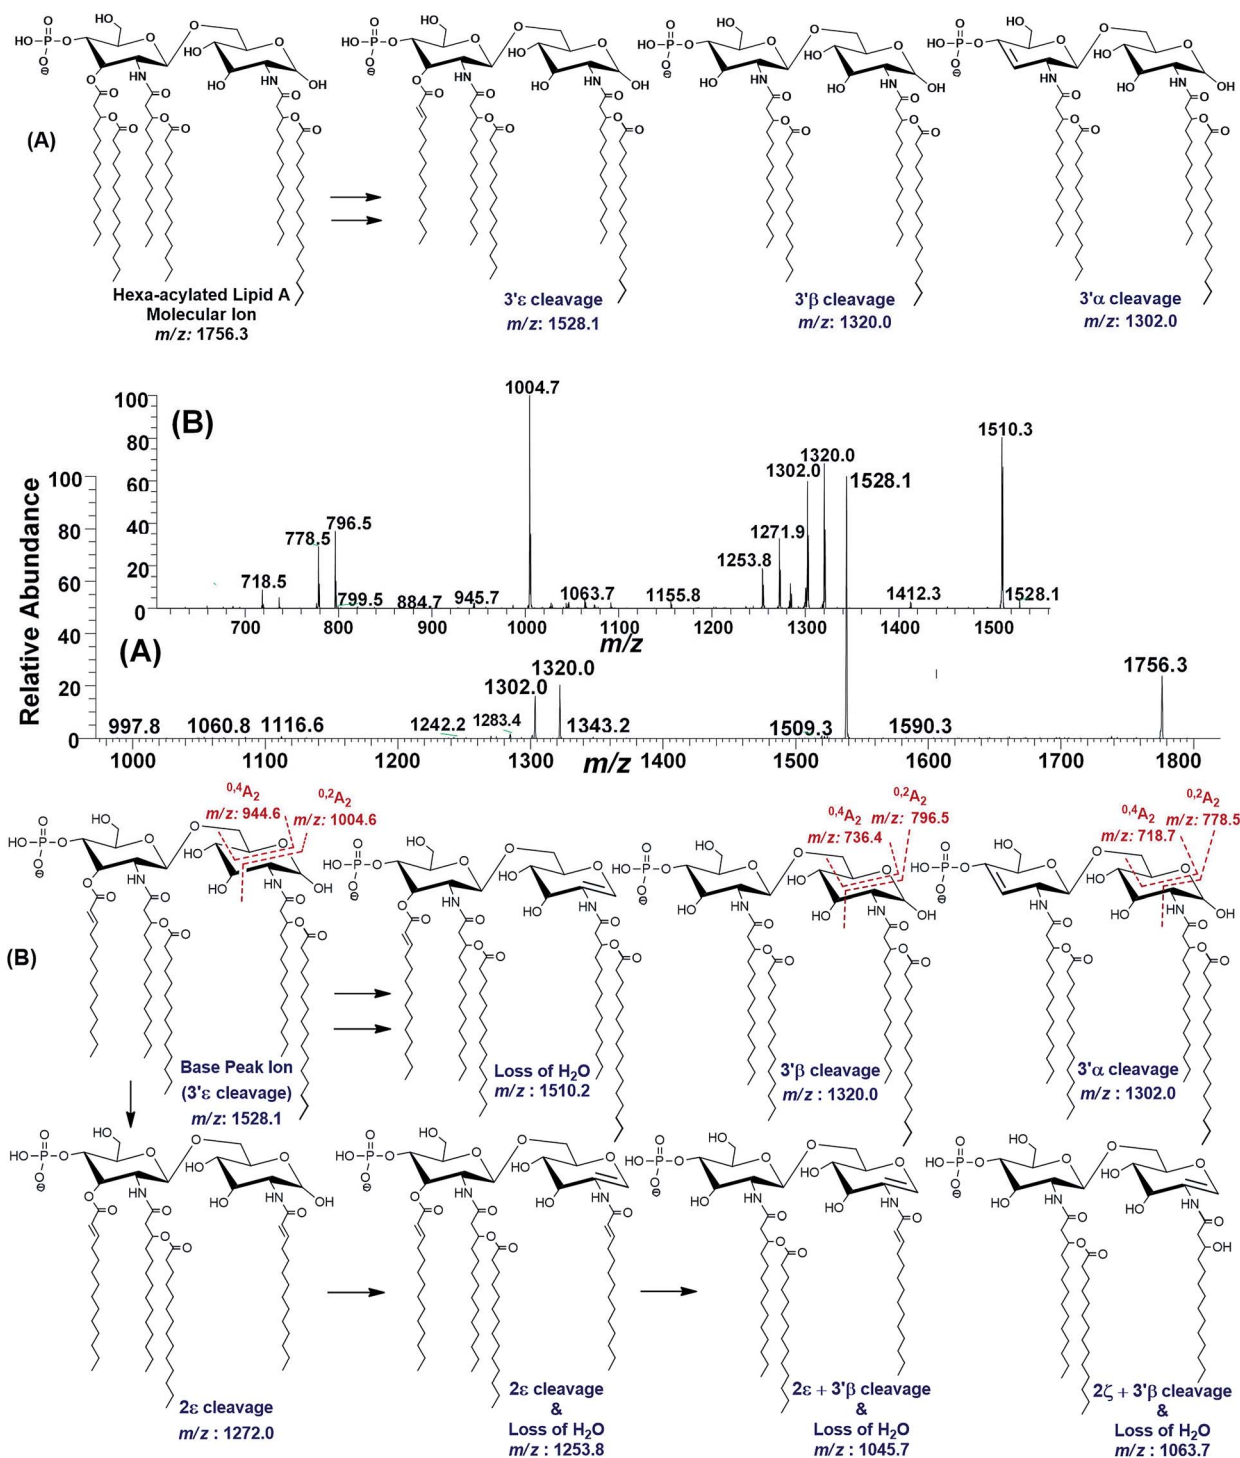 (A)
HO
O
HO-P-O
O⊖
O
HO
O
O
NH
O
HO
NH
OH
O
O
O
O
O
O
O
O
Hexa-acylated Lipid A
Molecular Ion
m/z: 1756.3
3'ε cleavage
m/z: 1528.1
3'β cleavage
m/z: 1320.0
3'α cleavage
m/z: 1302.0
Relative Abundance
(B)
100
80
60
40
20
0
718.5
778.5
796.5
799.5
884.7
945.7
1004.7
1063.7
1155.8
1253.8
1271.9
1302.0
1320.0
1412.3
1510.3
1528.1
700 800 900 1000 1100 1200 1300 1400 1500
m/z
(A)
100
80
60
40
20
0
997.8
1060.8
1116.6
1242.2
1283.4
1302.0
1320.0
1343.2
1509.3
1528.1
1590.3
1756.3
1000 1100 1200 1300 1400 1500 1600 1700 1800
m/z
(B)
0,4A2
m/z: 944.6
0,2A2
m/z: 1004.6
Base Peak Ion
(3'ε cleavage)
m/z: 1528.1
Loss of H2O
m/z : 1510.2
0,4A2
m/z: 736.4
0,2A2
m/z: 796.5
3'β cleavage
m/z : 1320.0
0,4A2
m/z: 718.7
0,2A2
m/z: 778.5
3'α cleavage
m/z : 1302.0
2ε cleavage
m/z : 1272.0
2ε cleavage
&
Loss of H2O
m/z : 1253.8
2ε + 3'β cleavage
&
Loss of H2O
m/z : 1045.7
2ζ + 3'β cleavage
&
Loss of H2O
m/z : 1063.7